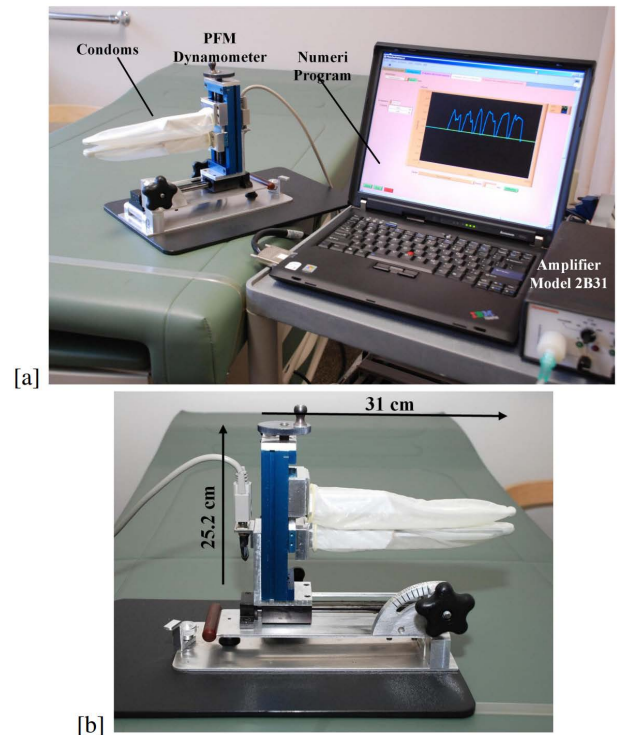 Condoms
PFM
Dynamometer
Numeri
Program
Amplifier
Model 2B31
[a]
31 cm
25.2 cm
[b]